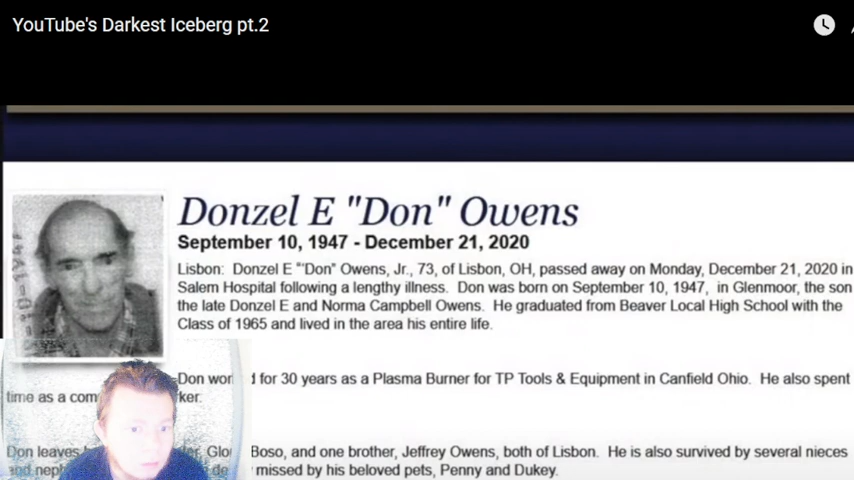 YouTube's Darkest Iceberg pt.2
Donzel E "Don" Owens
September 10, 1947 - December 21, 2020
Lisbon: Donzel E "'Don" Owens, Jr., 73, of Lisbon, OH, passed away on Monday, December 21, 2020 in
Salem Hospital following a lengthy illness. Don was born on September 10, 1947, in Glenmoor, the son
the late Donzel E and Norma Campbell Owens. He graduated from Beaver Local High School with the
Class of 1965 and lived in the area his entire life.
Don wor d for 30 years as a Plasma Burner for TP Tools & Equipment in Canfield Ohio. He also spent
time as a com ker.
Don leaves Boso, and one brother, Jeffrey Owens, both of Lisbon. He is also survived by several nieces
and missed by his beloved pets, Penny and Dukey.